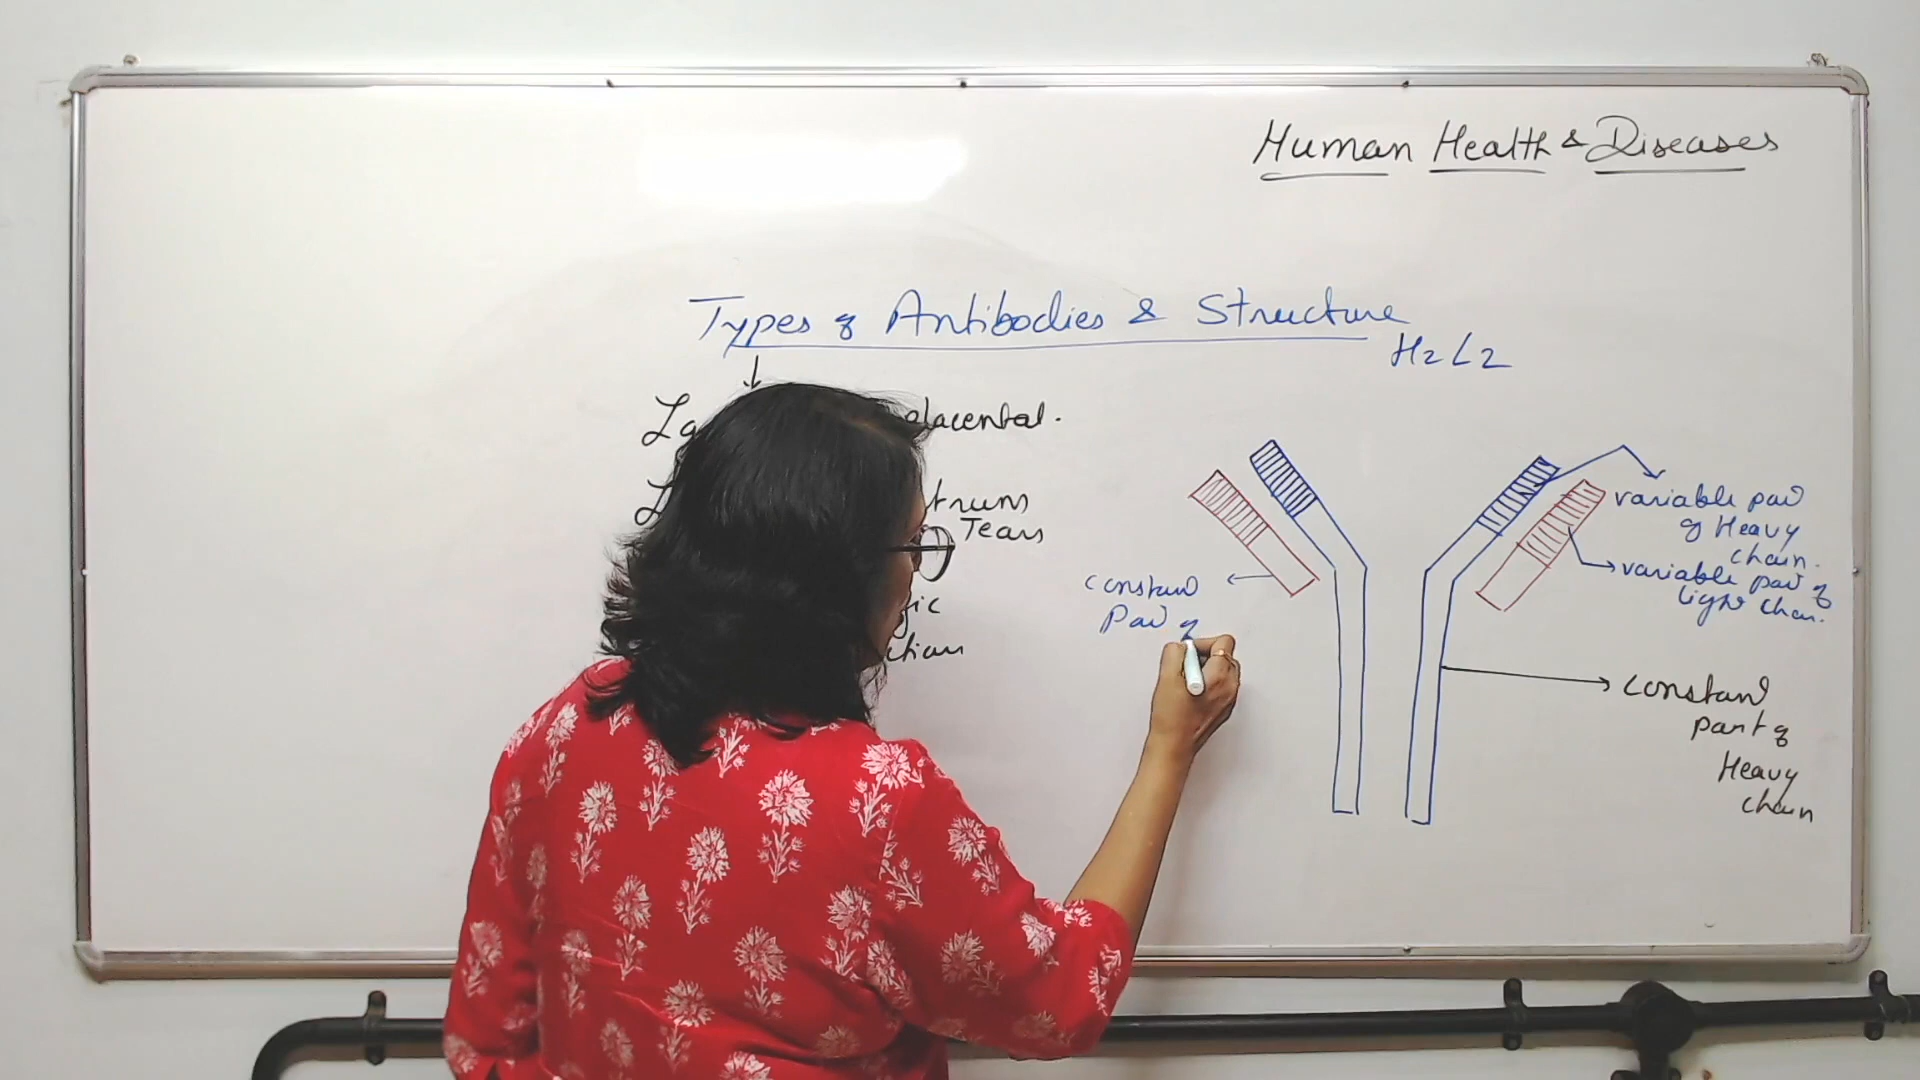 Human Health & Diseases
Types of Antibodies & Structure
H2L2
placental.
Tears
variable part
of Heavy
chain.
variable part of
light chain.
constant
part of
constant
part of
Heavy
chain